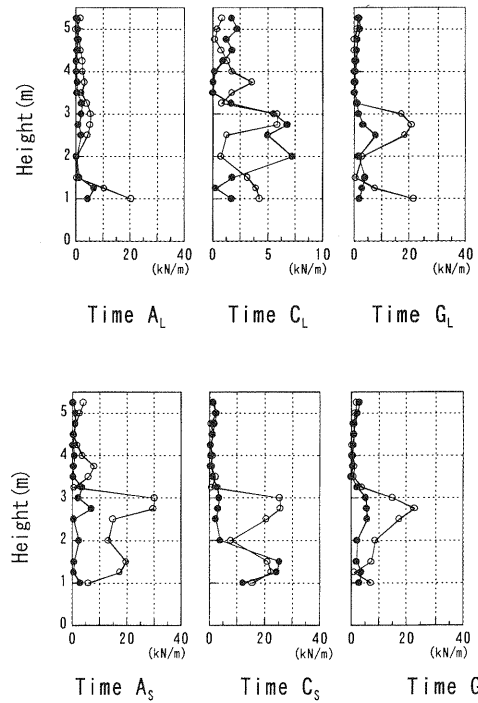 Height(m)
5
4
3
2
1
0 20 40
(kN/m)
0 5 10
(kN/m)
0 20 40
(kN/m)
Time A_L
Time C_L
Time G_L
Height(m)
5
4
3
2
1
0 20 40
(kN/m)
0 20 40
(kN/m)
0 20 40
(kN/m)
Time A_S
Time C_S
Time G